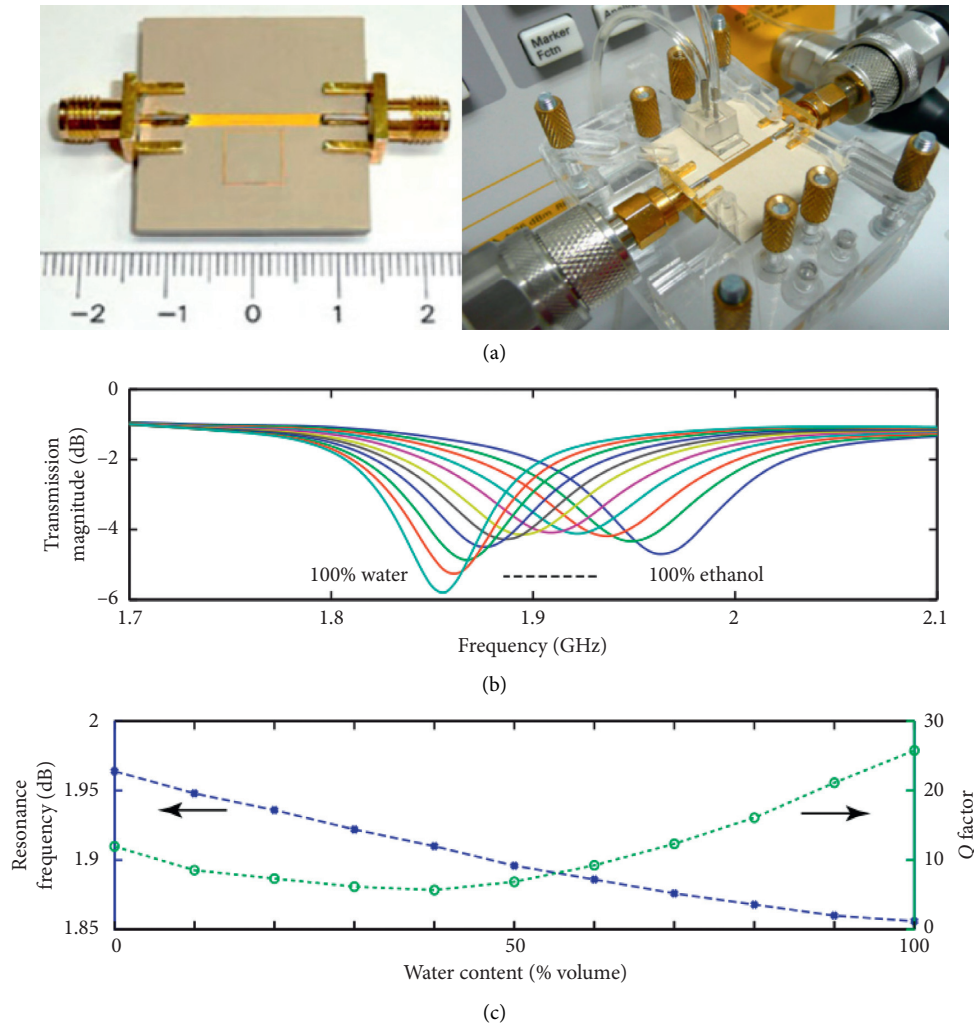 Marker
Fctn
−2 −1 0 1 2
(a)
Transmission
magnitude (dB)
0
−2
−4
−6
100% water
100% ethanol
1.7 1.8 1.9 2 2.1
Frequency (GHz)
(b)
Resonance
frequency (dB)
2
1.95
1.9
1.85
30
20
10
0
Q factor
0 50 100
Water content (% volume)
(c)